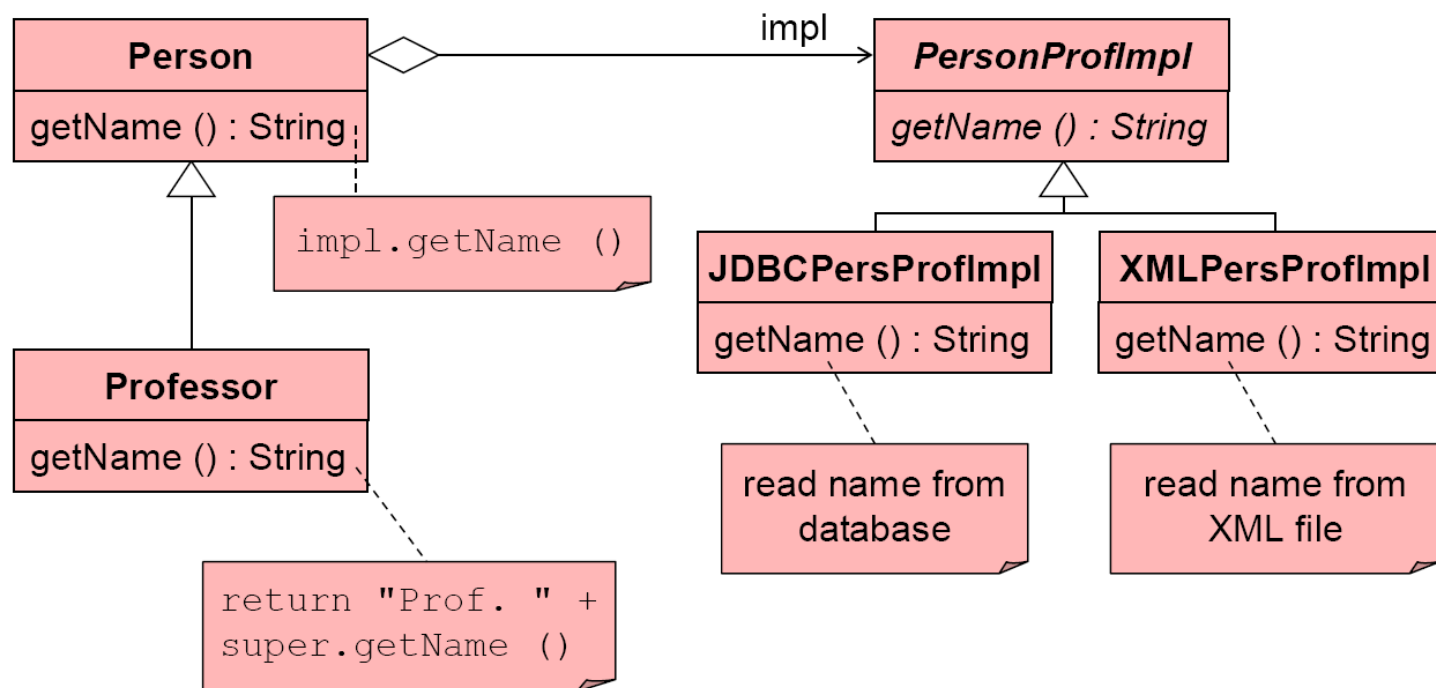 Person
getName () : String
impl
PersonProfImpl
getName () : String
impl.getName ()
Professor
getName () : String
return "Prof. " +
super.getName ()
JDBCPersProfImpl
getName () : String
read name from
database
XMLPersProfImpl
getName () : String
read name from
XML file